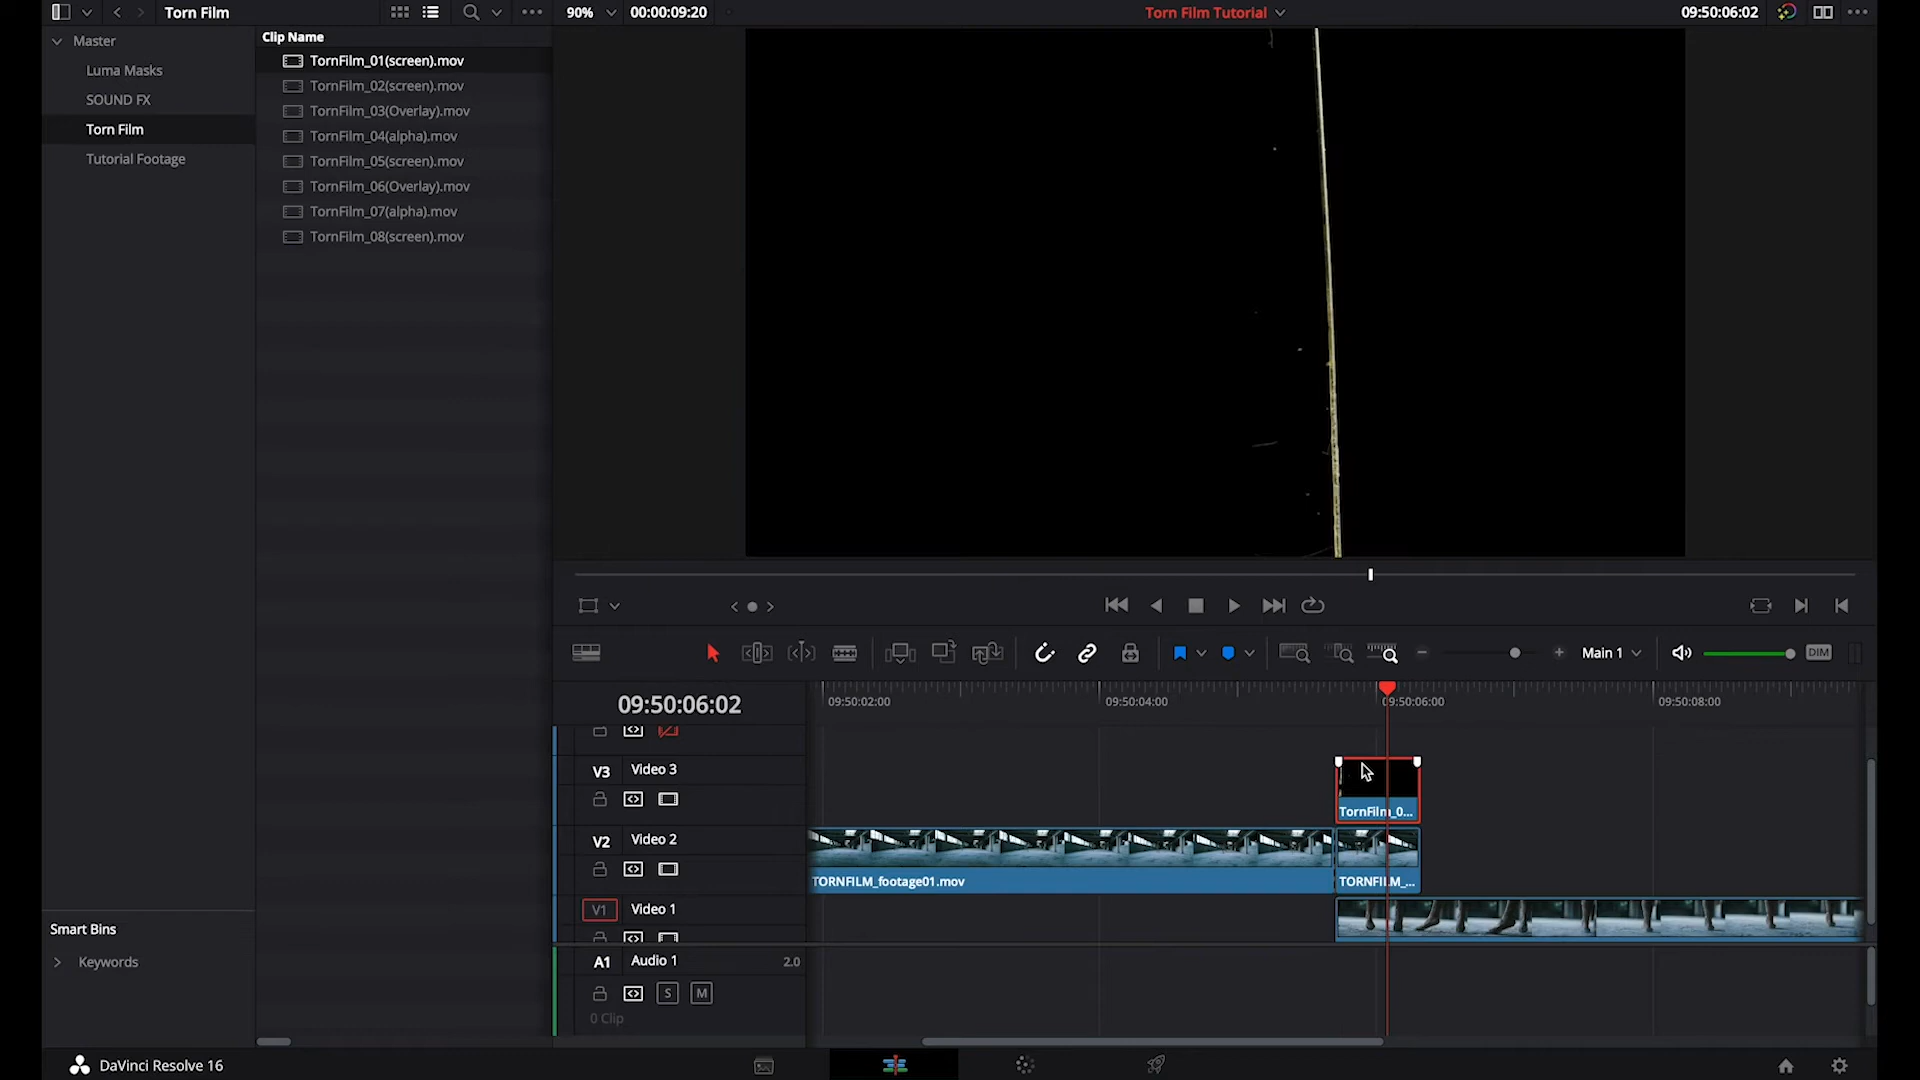 Torn Film
90%
00:00:09:20
Torn Film Tutorial
09:50:06:02
Master
Luma Masks
SOUND FX
Torn Film
Tutorial Footage
Clip Name
TornFilm_01(screen).mov
TornFilm_02(screen).mov
TornFilm_03(Overlay).mov
TornFilm_04(alpha).mov
TornFilm_05(screen).mov
TornFilm_06(Overlay).mov
TornFilm_07(alpha).mov
TornFilm_08(screen).mov
Main 1
DIM
09:50:06:02
09:50:02:00
09:50:04:00
09:50:06:00
09:50:08:00
V3 Video 3
TornFilm_0...
V2 Video 2
TORNFILM_footage01.mov
TORNFILM_...
V1 Video 1
A1 Audio 1 2.0
S M
0 Clip
Smart Bins
Keywords
DaVinci Resolve 16